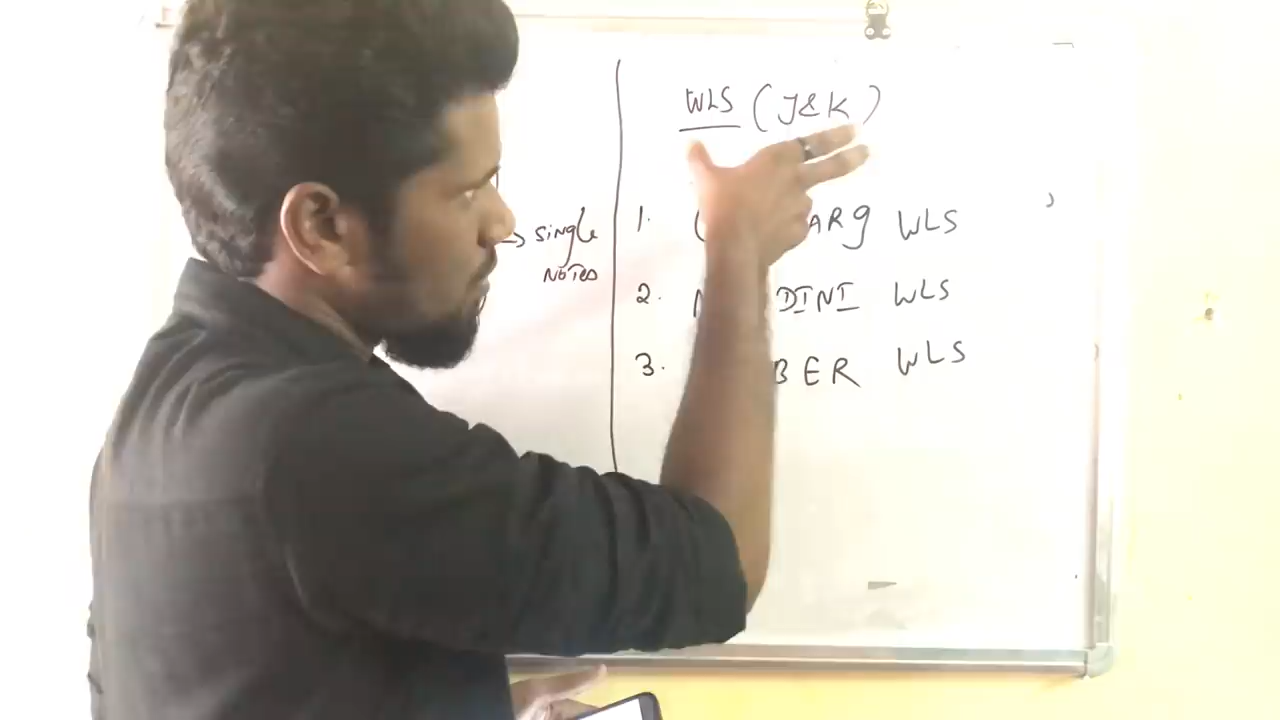 WLS (J&K)
→ single
NOTES
1. ARG WLS
2. DINI WLS
3. BER WLS